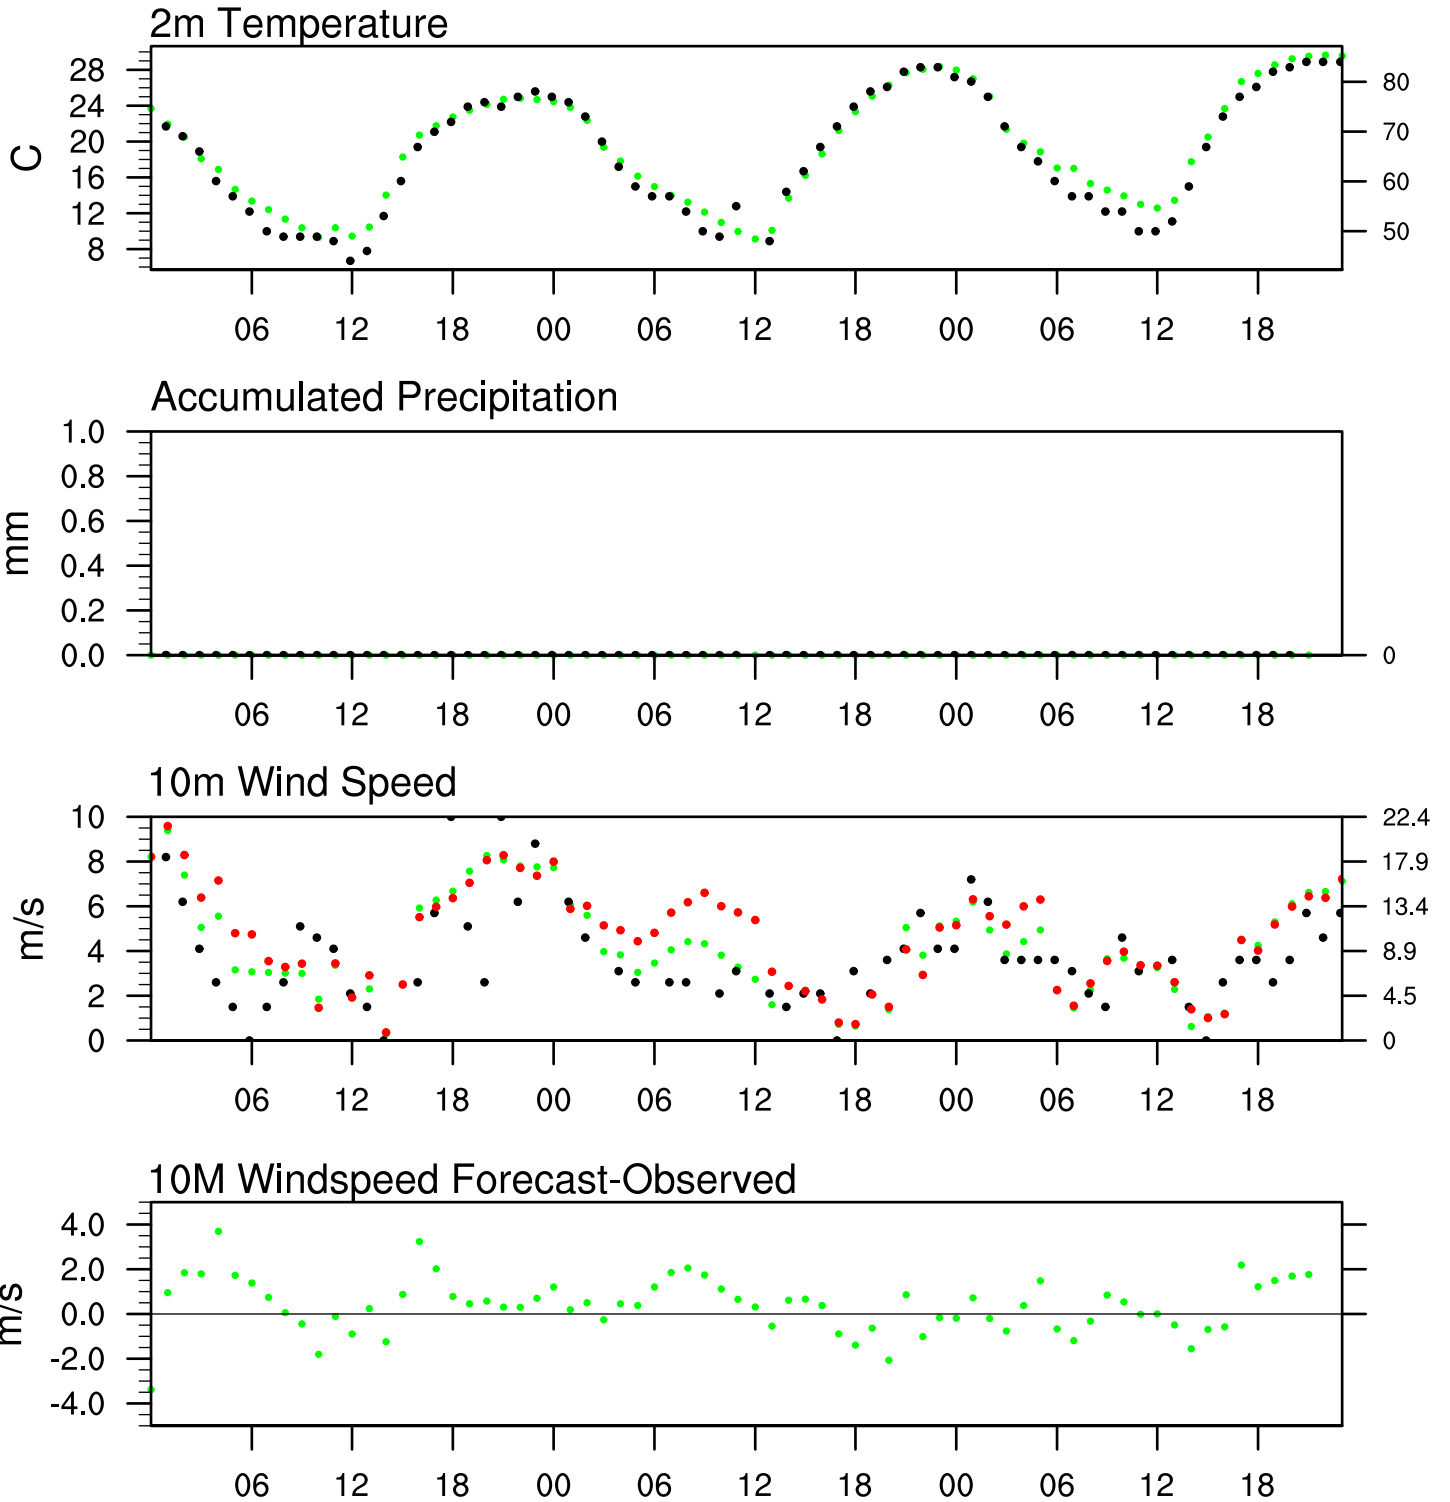 2m Temperature
28
24
20
16
12
8
C
80
70
60
50
06 12 18 00 06 12 18 00 06 12 18
Accumulated Precipitation
1.0
0.8
0.6
0.4
0.2
0.0
mm
0
06 12 18 00 06 12 18 00 06 12 18
10m Wind Speed
10
8
6
4
2
0
m/s
22.4
17.9
13.4
8.9
4.5
0
06 12 18 00 06 12 18 00 06 12 18
10M Windspeed Forecast-Observed
4.0
2.0
0.0
-2.0
-4.0
m/s
06 12 18 00 06 12 18 00 06 12 18